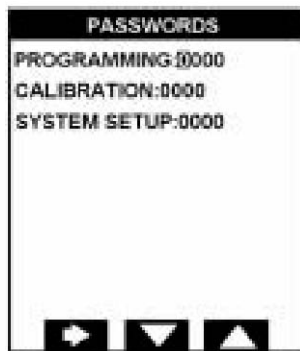 PASSWORDS
PROGRAMMING:0000
CALIBRATION:0000
SYSTEM SETUP:0000